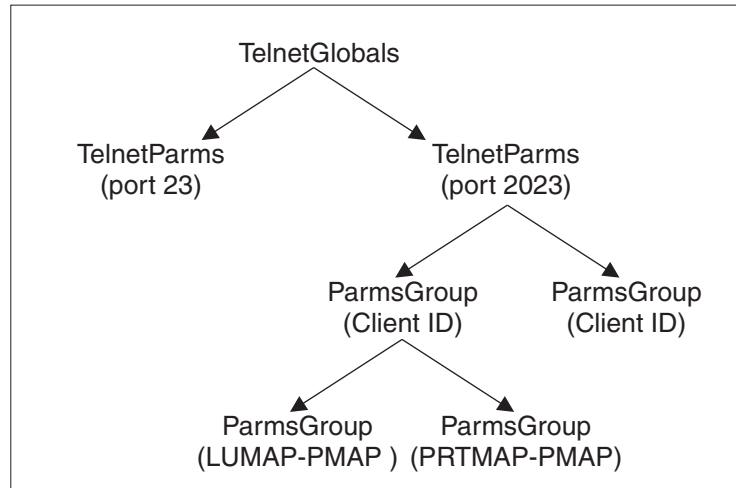 TelnetGlobals
TelnetParms
(port 23)
TelnetParms
(port 2023)
ParmsGroup
(Client ID)
ParmsGroup
(Client ID)
ParmsGroup
(LUMAP-PMAP )
ParmsGroup
(PRTMAP-PMAP)